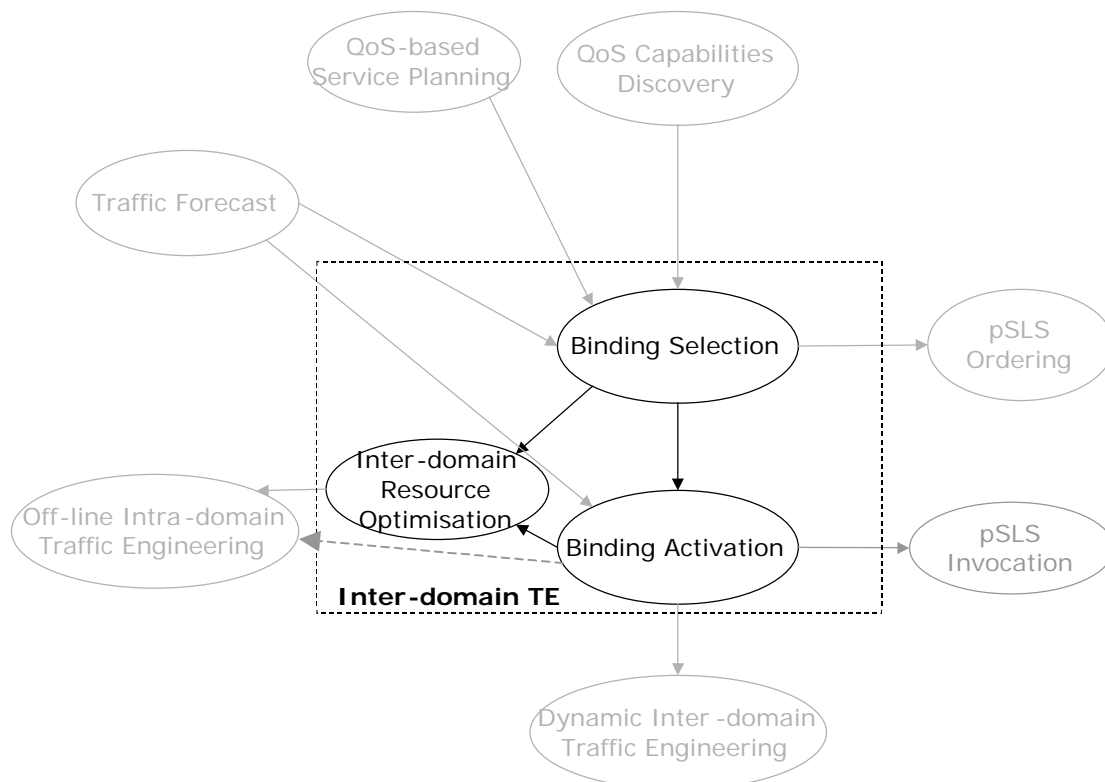 QoS-based
Service Planning
QoS Capabilities
Discovery
Traffic Forecast
Binding Selection
pSLS
Ordering
Inter-domain
Resource
Optimisation
Off-line Intra-domain
Traffic Engineering
Binding Activation
pSLS
Invocation
Inter-domain TE
Dynamic Inter-domain
Traffic Engineering